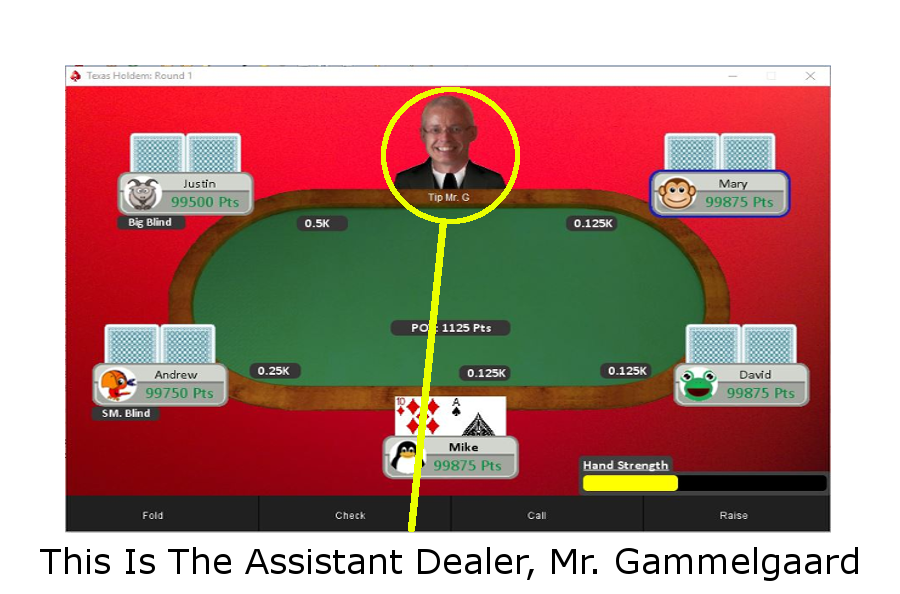 Texas Holdem: Round 1
Tip Mr. G
Justin
99500 Pts
Big Blind
Mary
99875 Pts
0.5K
0.125K
POT: 1125 Pts
Andrew
99750 Pts
SM. Blind
0.25K
0.125K
0.125K
David
99875 Pts
10
A
Mike
99875 Pts
Hand Strength
Fold
Check
Call
Raise
This Is The Assistant Dealer, Mr. Gammelgaard